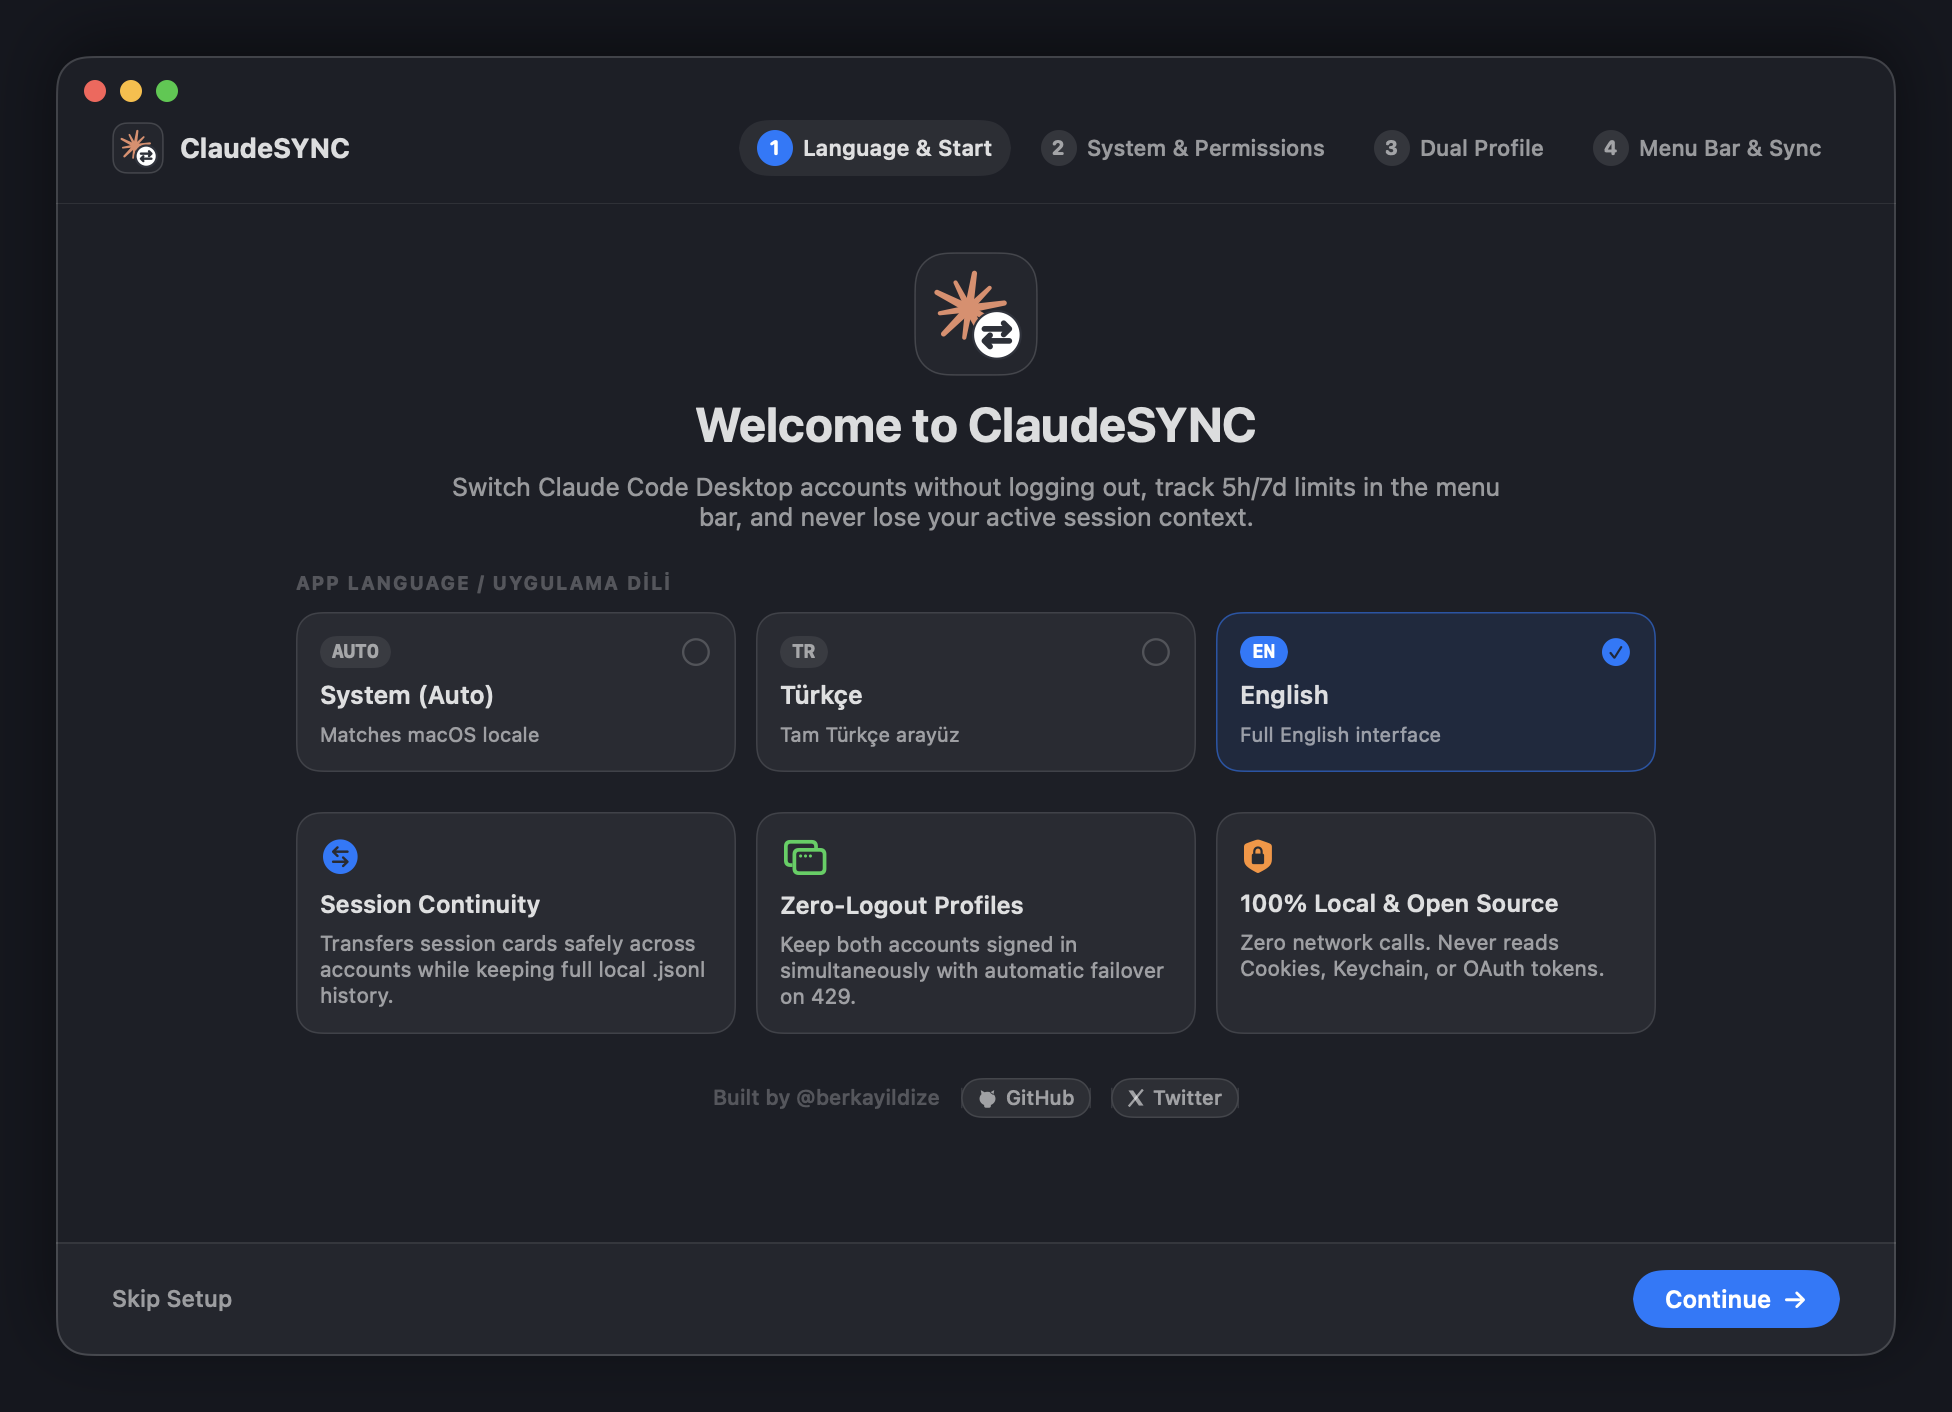 ClaudeSYNC
1 Language & Start
2 System & Permissions
3 Dual Profile
4 Menu Bar & Sync
Welcome to ClaudeSYNC
Switch Claude Code Desktop accounts without logging out, track 5h/7d limits in the menu
bar, and never lose your active session context.
APP LANGUAGE / UYGULAMA DİLİ
AUTO
System (Auto)
Matches macOS locale
TR
Türkçe
Tam Türkçe arayüz
EN
English
Full English interface
Session Continuity
Transfers session cards safely across
accounts while keeping full local .jsonl
history.
Zero-Logout Profiles
Keep both accounts signed in
simultaneously with automatic failover
on 429.
100% Local & Open Source
Zero network calls. Never reads
Cookies, Keychain, or OAuth tokens.
Built by @berkayildize
GitHub
X Twitter
Skip Setup
Continue →